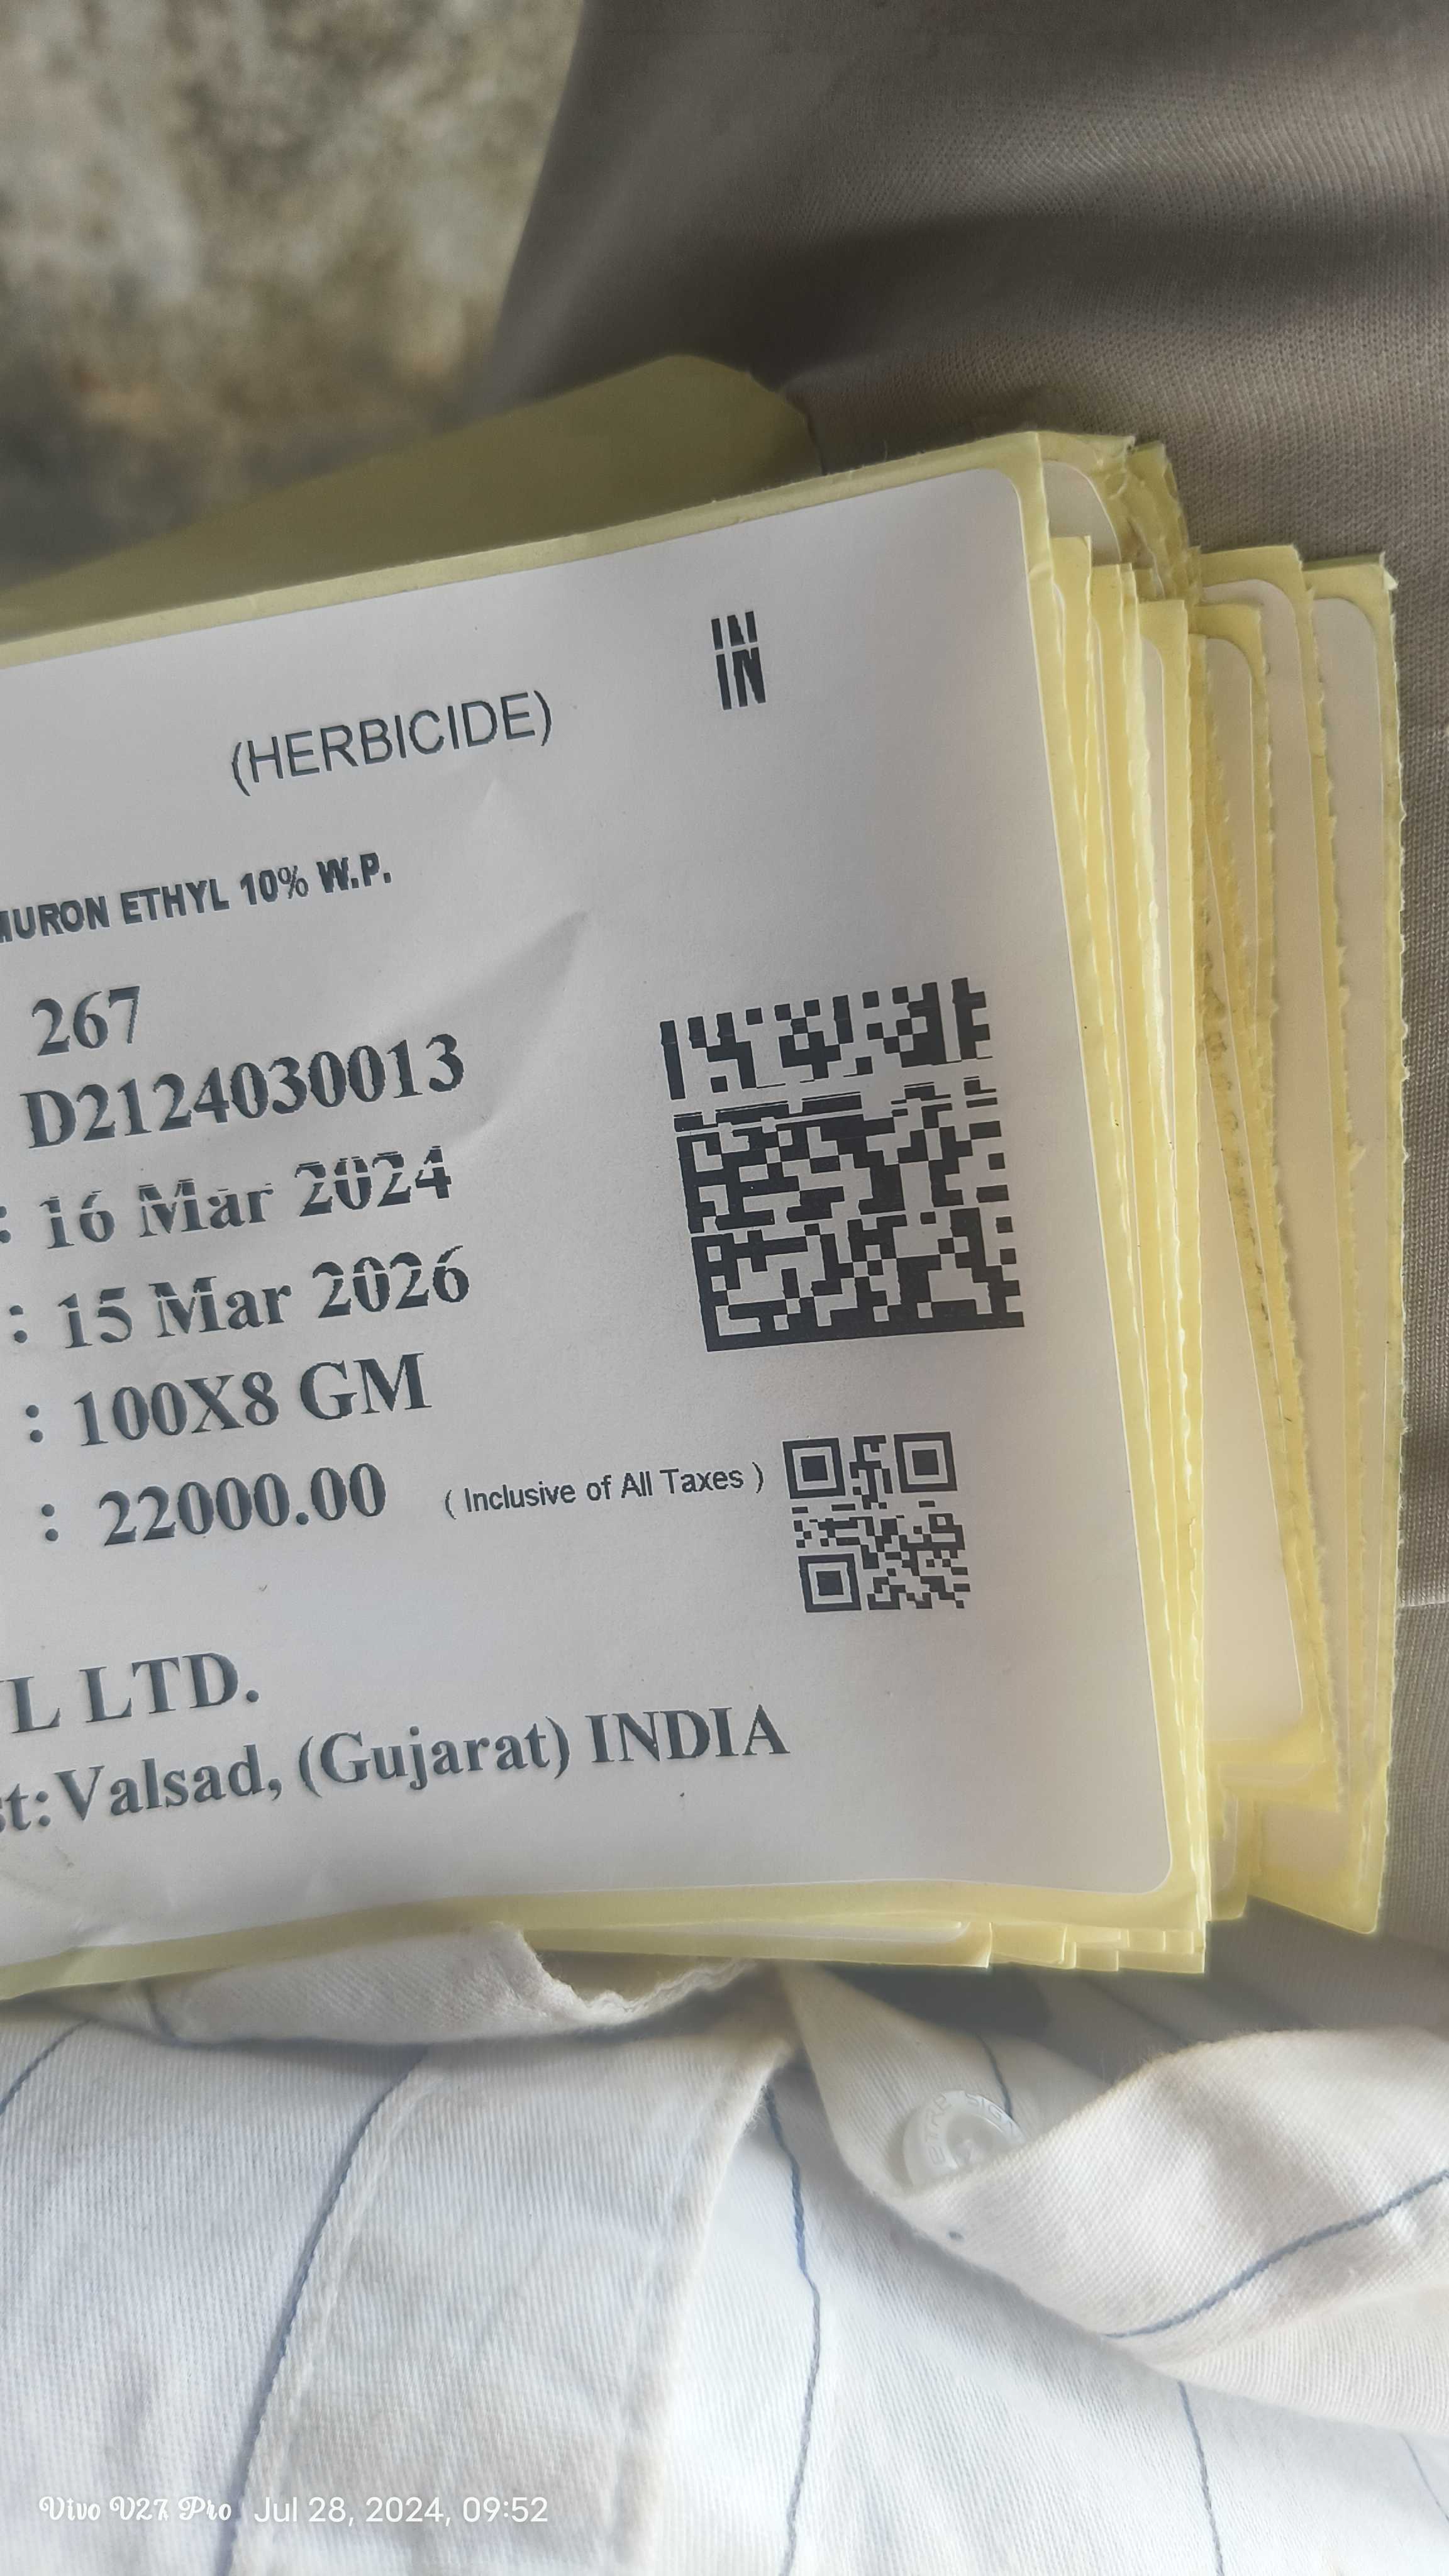 IN
(HERBICIDE)
MURON ETHYL 10% W.P.
267
D2124030013
: 16 Mar 2024
: 15 Mar 2026
: 100X8 GM
: 22000.00 ( Inclusive of All Taxes )
L LTD.
st:Valsad, (Gujarat) INDIA
Vivo V27 Pro Jul 28, 2024, 09:52